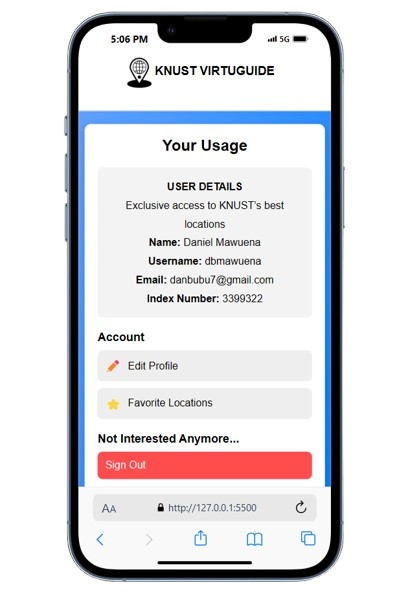 5:06 PM
5G
KNUST VIRTUGUIDE
Your Usage
USER DETAILS
Exclusive access to KNUST's best
locations
Name: Daniel Mawuena
Username: dbmawuena
Email: danbubu7@gmail.com
Index Number: 3399322
Account
Edit Profile
Favorite Locations
Not Interested Anymore...
Sign Out
AA http://127.0.0.1:5500